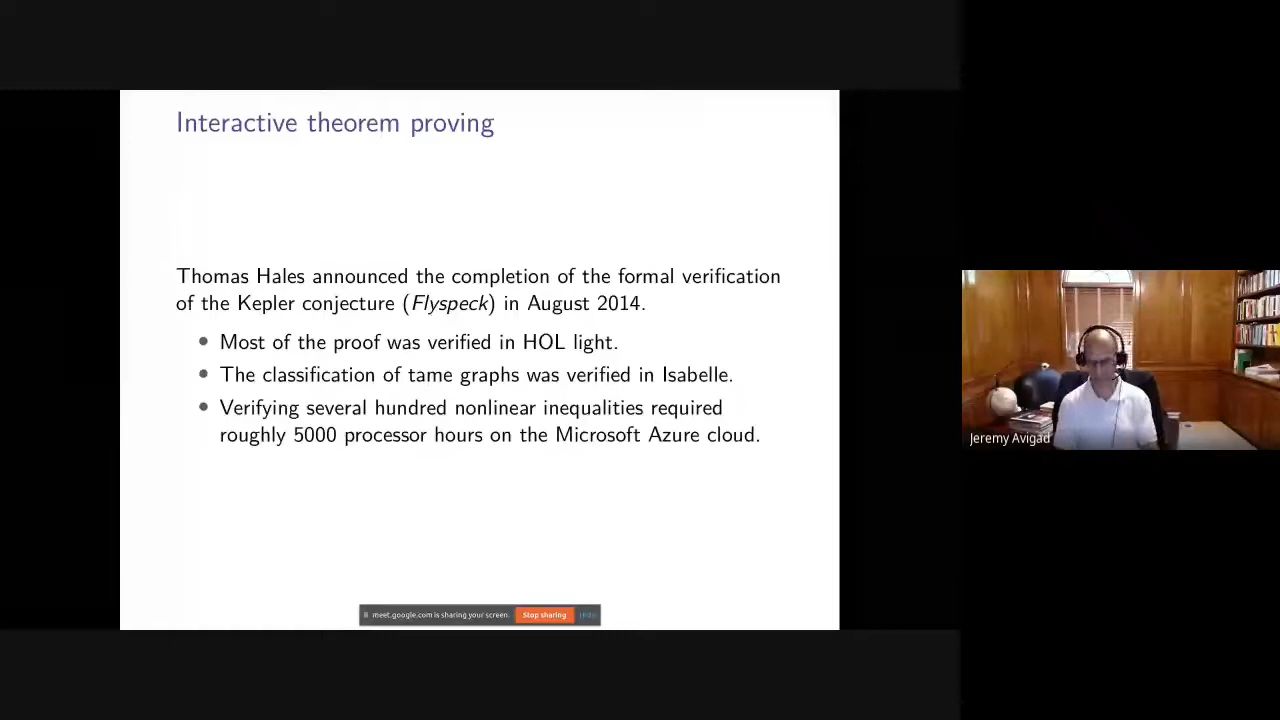 Interactive theorem proving
Thomas Hales announced the completion of the formal verification
of the Kepler conjecture (Flyspeck) in August 2014.
• Most of the proof was verified in HOL light.
• The classification of tame graphs was verified in Isabelle.
• Verifying several hundred nonlinear inequalities required
roughly 5000 processor hours on the Microsoft Azure cloud.
Jeremy Avigad
meet.google.com is sharing your screen. Stop sharing Hide